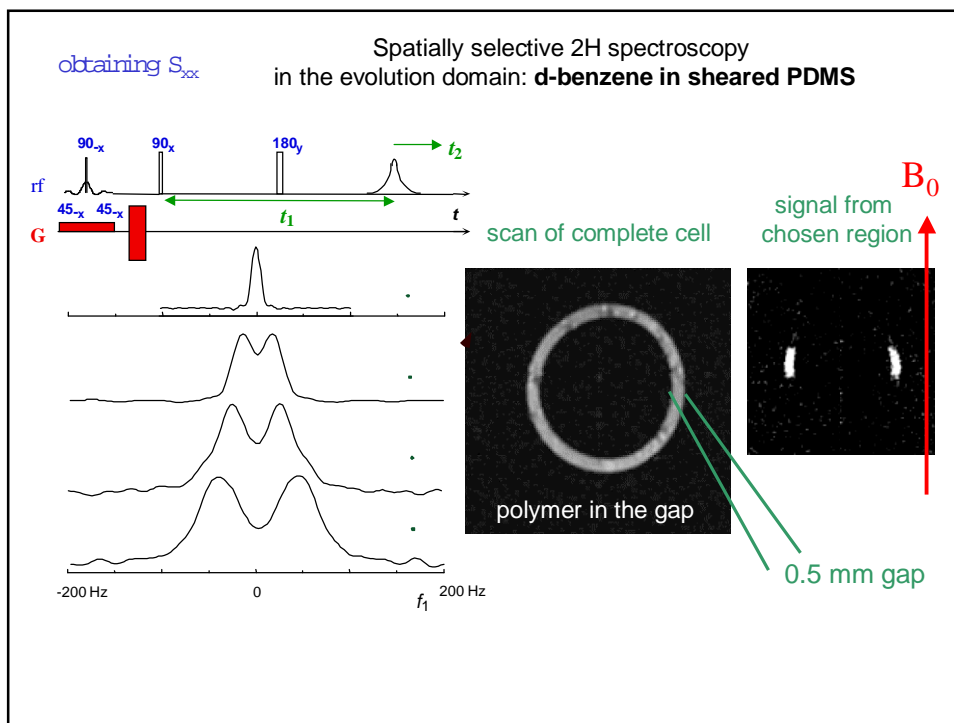 obtaining Sxx
Spatially selective 2H spectroscopy
in the evolution domain: d-benzene in sheared PDMS
90-x
90x
180y
t2
rf
45-x 45-x
t1
t
G
scan of complete cell
signal from
chosen region
B0
polymer in the gap
0.5 mm gap
-200 Hz
0
200 Hz
f1